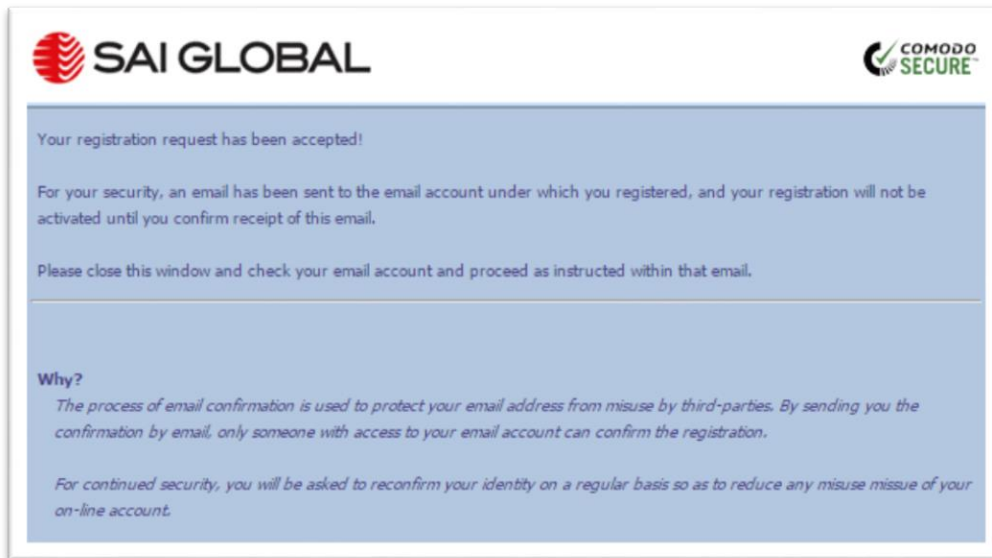 SAI GLOBAL
COMODO
SECURE™
Your registration request has been accepted!
For your security, an email has been sent to the email account under which you registered, and your registration will not be
activated until you confirm receipt of this email.
Please close this window and check your email account and proceed as instructed within that email.
Why?
The process of email confirmation is used to protect your email address from misuse by third-parties. By sending you the
confirmation by email, only someone with access to your email account can confirm the registration.
For continued security, you will be asked to reconfirm your identity on a regular basis so as to reduce any misuse missue of your
on-line account.